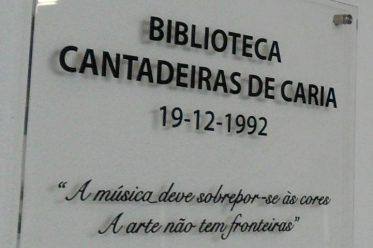 BIBLIOTECA
CANTADEIRAS DE CARIA
19-12-1992
“A música deve sobrepor-se às cores
A arte não tem fronteiras”